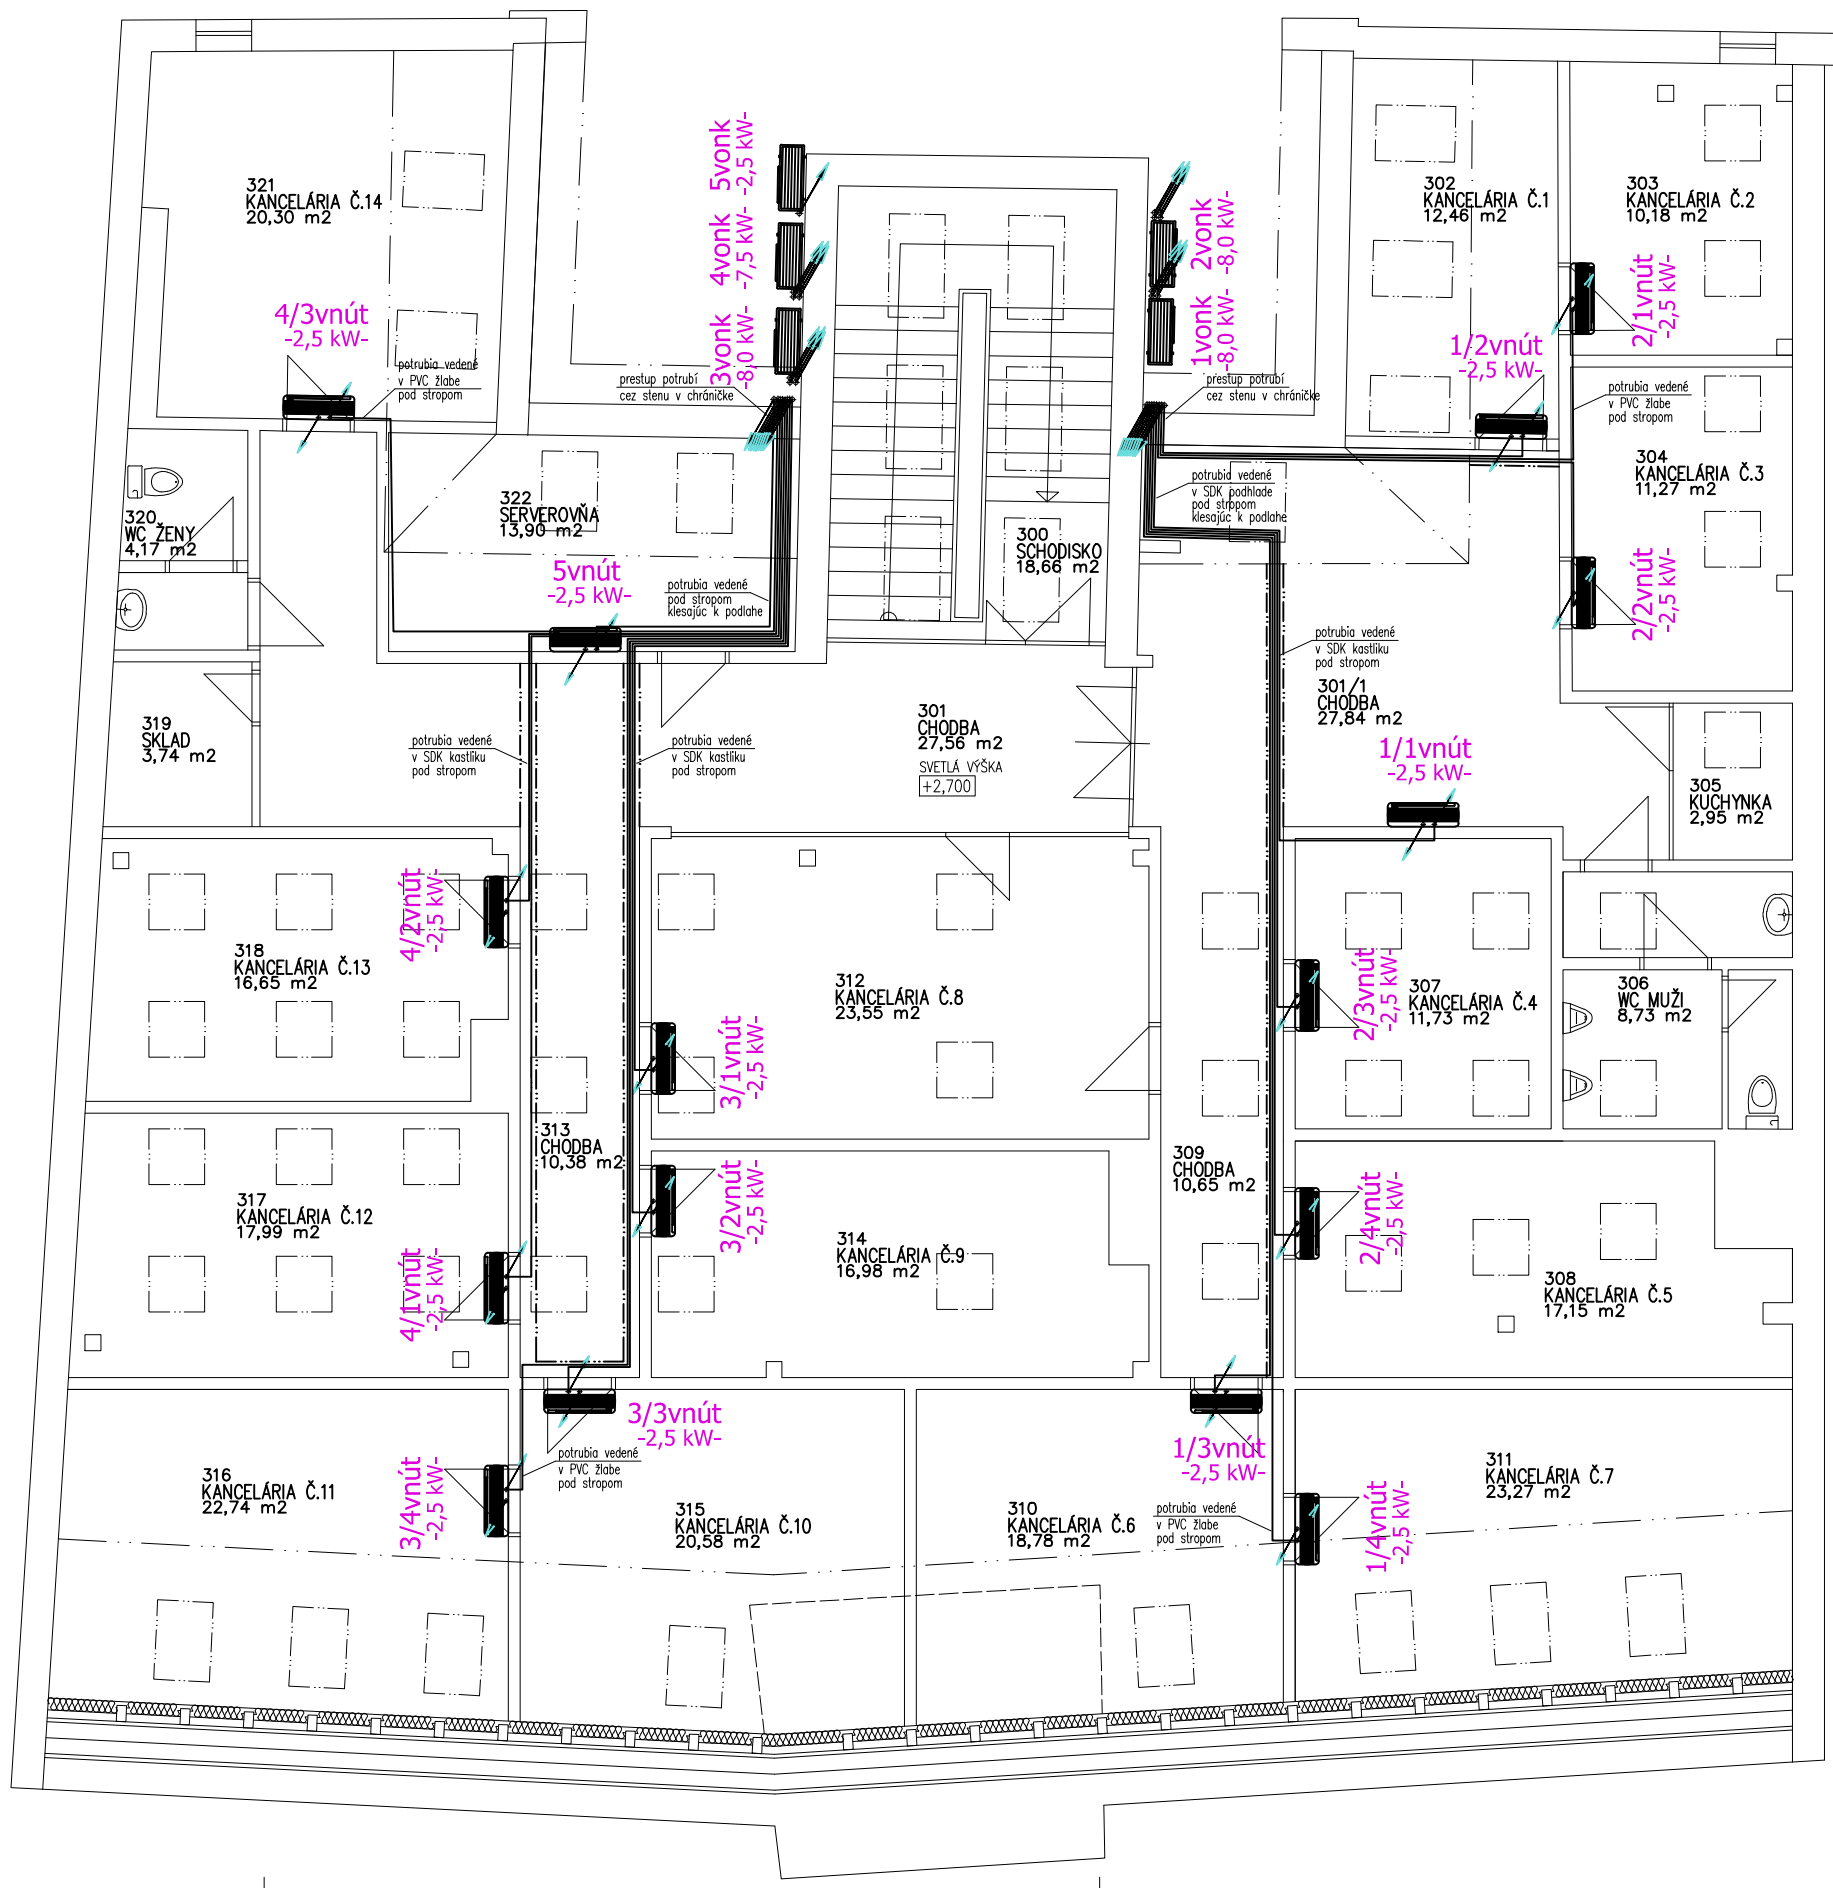 321
KANCELÁRIA Č.14
20,30 m2
5vonk
-2,5 kW-
4vonk
-7,5 kW-
3vonk
-8,0 kW-
2vonk
-8,0 kW-
1vonk
-8,0 kW-
302
KANCELÁRIA Č.1
12,46 m2
303
KANCELÁRIA Č.2
10,18 m2
2/1vnút
-2,5 kW-
4/3vnút
-2,5 kW-
potrubia vedené
v PVC žlabe
pod stropom
prestup potrubí
cez stenu v chráničke
prestup potrubí
cez stenu v chráničke
1/2vnút
-2,5 kW-
potrubia vedené
v PVC žlabe
pod stropom
304
KANCELÁRIA Č.3
11,27 m2
potrubia vedené
v SDK podhlade
pod stropom
klesajúc k podlahe
320
WC ŽENY
4,17 m2
322
SERVEROVŇA
13,90 m2
300
SCHODISKO
18,66 m2
5vnút
-2,5 kW-
potrubia vedené
pod stropom
klesajúc k podlahe
2/2vnút
-2,5 kW-
potrubia vedené
v SDK kastliku
pod stropom
301/1
CHODBA
27,84 m2
319
SKLAD
3,74 m2
potrubia vedené
v SDK kastliku
pod stropom
potrubia vedené
v SDK kastliku
pod stropom
301
CHODBA
27,56 m2
SVETLÁ VÝŠKA
+2,700
1/1vnút
-2,5 kW-
305
KUCHYNKA
2,95 m2
4/2vnút
-2,5 kW-
318
KANCELÁRIA Č.13
16,65 m2
312
KANCELÁRIA Č.8
23,55 m2
2/3vnút
-2,5 kW-
307
KANCELÁRIA Č.4
11,73 m2
306
WC MUŽI
8,73 m2
3/1vnút
-2,5 kW-
313
CHODBA
10,38 m2
309
CHODBA
10,65 m2
317
KANCELÁRIA Č.12
17,99 m2
3/2vnút
-2,5 kW-
314
KANCELÁRIA Č.9
16,98 m2
2/4vnút
-2,5 kW-
308
KANCELÁRIA Č.5
17,15 m2
4/1vnút
-2,5 kW-
3/3vnút
-2,5 kW-
potrubia vedené
v PVC žlabe
pod stropom
1/3vnút
-2,5 kW-
316
KANCELÁRIA Č.11
22,74 m2
3/4vnút
-2,5 kW-
315
KANCELÁRIA Č.10
20,58 m2
310
KANCELÁRIA Č.6
18,78 m2
potrubia vedené
v PVC žlabe
pod stropom
1/4vnút
-2,5 kW-
311
KANCELÁRIA Č.7
23,27 m2